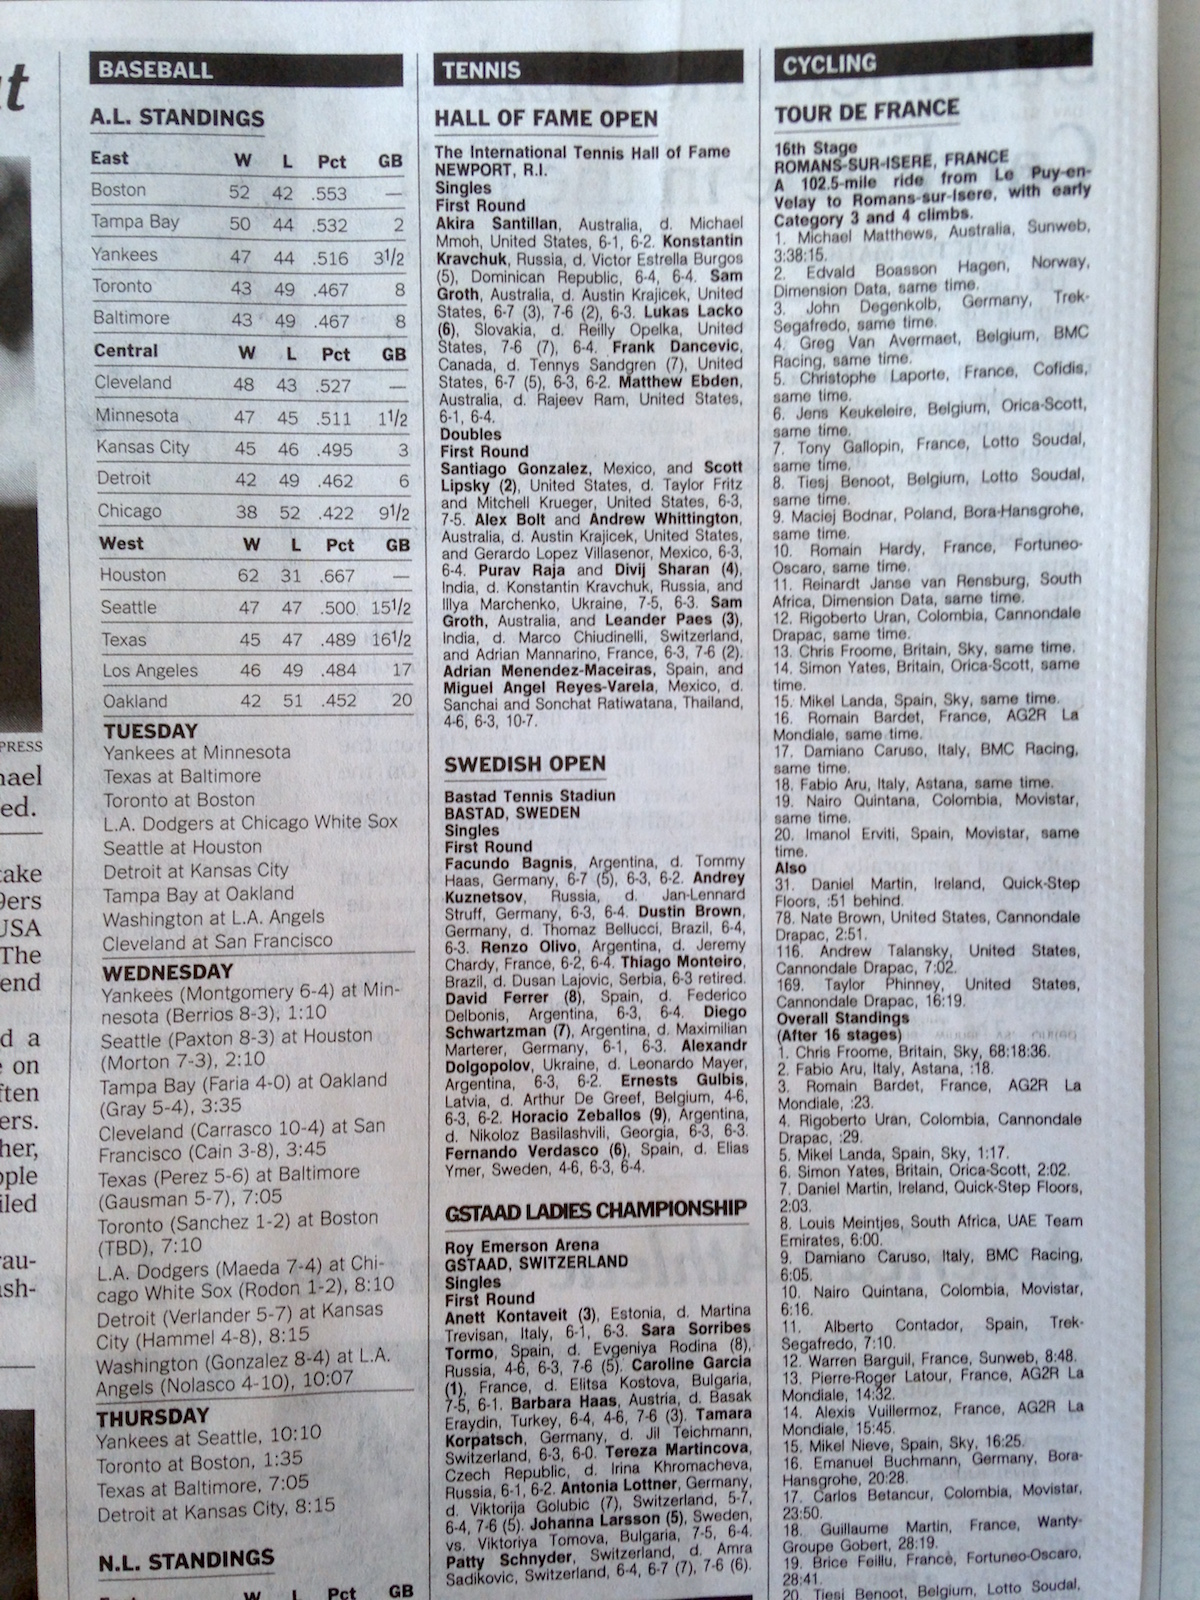 at
PRESS
nael
ed.
take
9ers
USA
The
end
d a
e on
ften
ers.
her,
ople
iled
rau-
ash-
BASEBALL
A.L. STANDINGS
East W L Pct GB
Boston 52 42 .553 —
Tampa Bay 50 44 .532 2
Yankees 47 44 .516 31/2
Toronto 43 49 .467 8
Baltimore 43 49 .467 8
Central W L Pct GB
Cleveland 48 43 .527 —
Minnesota 47 45 .511 11/2
Kansas City 45 46 .495 3
Detroit 42 49 .462 6
Chicago 38 52 .422 91/2
West W L Pct GB
Houston 62 31 .667 —
Seattle 47 47 .500 151/2
Texas 45 47 .489 161/2
Los Angeles 46 49 .484 17
Oakland 42 51 .452 20
TUESDAY
Yankees at Minnesota
Texas at Baltimore
Toronto at Boston
L.A. Dodgers at Chicago White Sox
Seattle at Houston
Detroit at Kansas City
Tampa Bay at Oakland
Washington at L.A. Angels
Cleveland at San Francisco
WEDNESDAY
Yankees (Montgomery 6-4) at Min-
nesota (Berrios 8-3), 1:10
Seattle (Paxton 8-3) at Houston
(Morton 7-3), 2:10
Tampa Bay (Faria 4-0) at Oakland
(Gray 5-4), 3:35
Cleveland (Carrasco 10-4) at San
Francisco (Cain 3-8), 3:45
Texas (Perez 5-6) at Baltimore
(Gausman 5-7), 7:05
Toronto (Sanchez 1-2) at Boston
(TBD), 7:10
L.A. Dodgers (Maeda 7-4) at Chi-
cago White Sox (Rodon 1-2), 8:10
Detroit (Verlander 5-7) at Kansas
City (Hammel 4-8), 8:15
Washington (Gonzalez 8-4) at L.A.
Angels (Nolasco 4-10), 10:07
THURSDAY
Yankees at Seattle, 10:10
Toronto at Boston, 1:35
Texas at Baltimore, 7:05
Detroit at Kansas City, 8:15
N.L. STANDINGS
East W L Pct GB
TENNIS
HALL OF FAME OPEN
The International Tennis Hall of Fame
NEWPORT, R.I.
Singles
First Round
Akira Santillan, Australia, d. Michael
Mmoh, United States, 6-1, 6-2. Konstantin
Kravchuk, Russia, d. Victor Estrella Burgos
(5), Dominican Republic, 6-4, 6-4. Sam
Groth, Australia, d. Austin Krajicek, United
States, 6-7 (3), 7-6 (2), 6-3. Lukas Lacko
(6), Slovakia, d. Reilly Opelka, United
States, 7-6 (7), 6-4. Frank Dancevic,
Canada, d. Tennys Sandgren (7), United
States, 6-7 (5), 6-3, 6-2. Matthew Ebden,
Australia, d. Rajeev Ram, United States,
6-1, 6-4.
Doubles
First Round
Santiago Gonzalez, Mexico, and Scott
Lipsky (2), United States, d. Taylor Fritz
and Mitchell Krueger, United States, 6-3,
7-5. Alex Bolt and Andrew Whittington,
Australia, d. Austin Krajicek, United States,
and Gerardo Lopez Villasenor, Mexico, 6-3,
6-4. Purav Raja and Divij Sharan (4),
India, d. Konstantin Kravchuk, Russia, and
Illya Marchenko, Ukraine, 7-5, 6-3. Sam
Groth, Australia, and Leander Paes (3),
India, d. Marco Chiudinelli, Switzerland,
and Adrian Mannarino, France, 6-3, 7-6 (2).
Adrian Menendez-Maceiras, Spain, and
Miguel Angel Reyes-Varela, Mexico, d.
Sanchai and Sonchat Ratiwatana, Thailand,
4-6, 6-3, 10-7.
SWEDISH OPEN
Bastad Tennis Stadiun
BASTAD, SWEDEN
Singles
First Round
Facundo Bagnis, Argentina, d. Tommy
Haas, Germany, 6-7 (5), 6-3, 6-2. Andrey
Kuznetsov, Russia, d. Jan-Lennard
Struff, Germany, 6-3, 6-4. Dustin Brown,
Germany, d. Thomaz Bellucci, Brazil, 6-4,
6-3. Renzo Olivo, Argentina, d. Jeremy
Chardy, France, 6-2, 6-4. Thiago Monteiro,
Brazil, d. Dusan Lajovic, Serbia, 6-3 retired.
David Ferrer (8), Spain, d. Federico
Delbonis, Argentina, 6-3, 6-4. Diego
Schwartzman (7), Argentina, d. Maximilian
Marterer, Germany, 6-1, 6-3. Alexandr
Dolgopolov, Ukraine, d. Leonardo Mayer,
Argentina, 6-3, 6-2. Ernests Gulbis,
Latvia, d. Arthur De Greef, Belgium, 4-6,
6-3, 6-2. Horacio Zeballos (9), Argentina,
d. Nikoloz Basilashvili, Georgia, 6-3, 6-3.
Fernando Verdasco (6), Spain, d. Elias
Ymer, Sweden, 4-6, 6-3, 6-4.
GSTAAD LADIES CHAMPIONSHIP
Roy Emerson Arena
GSTAAD, SWITZERLAND
Singles
First Round
Anett Kontaveit (3), Estonia, d. Martina
Trevisan, Italy, 6-1, 6-3. Sara Sorribes
Tormo, Spain, d. Evgeniya Rodina (8),
Russia, 4-6, 6-3, 7-6 (5). Caroline Garcia
(1), France, d. Elitsa Kostova, Bulgaria,
7-5, 6-1. Barbara Haas, Austria, d. Basak
Eraydin, Turkey, 6-4, 4-6, 7-6 (3). Tamara
Korpatsch, Germany, d. Jil Teichmann,
Switzerland, 6-3, 6-0. Tereza Martincova,
Czech Republic, d. Irina Khromacheva,
Russia, 6-1, 6-2. Antonia Lottner, Germany,
d. Viktorija Golubic (7), Switzerland, 5-7,
6-4, 7-6 (5). Johanna Larsson (5), Sweden,
vs. Viktoriya Tomova, Bulgaria, 7-5, 6-4.
Patty Schnyder, Switzerland, d. Amra
Sadikovic, Switzerland, 6-4, 6-7 (7), 7-6 (6).
CYCLING
TOUR DE FRANCE
16th Stage
ROMANS-SUR-ISERE, FRANCE
A 102.5-mile ride from Le Puy-en-
Velay to Romans-sur-Isere, with early
Category 3 and 4 climbs.
1. Michael Matthews, Australia, Sunweb,
3:38:15.
2. Edvald Boasson Hagen, Norway,
Dimension Data, same time.
3. John Degenkolb, Germany, Trek-
Segafredo, same time.
4. Greg Van Avermaet, Belgium, BMC
Racing, same time.
5. Christophe Laporte, France, Cofidis,
same time.
6. Jens Keukeleire, Belgium, Orica-Scott,
same time.
7. Tony Gallopin, France, Lotto Soudal,
same time.
8. Tiesj Benoot, Belgium, Lotto Soudal,
same time.
9. Maciej Bodnar, Poland, Bora-Hansgrohe,
same time.
10. Romain Hardy, France, Fortuneo-
Oscaro, same time.
11. Reinardt Janse van Rensburg, South
Africa, Dimension Data, same time.
12. Rigoberto Uran, Colombia, Cannondale
Drapac, same time.
13. Chris Froome, Britain, Sky, same time.
14. Simon Yates, Britain, Orica-Scott, same
time.
15. Mikel Landa, Spain, Sky, same time.
16. Romain Bardet, France, AG2R La
Mondiale, same time.
17. Damiano Caruso, Italy, BMC Racing,
same time.
18. Fabio Aru, Italy, Astana, same time.
19. Nairo Quintana, Colombia, Movistar,
same time.
20. Imanol Erviti, Spain, Movistar, same
time.
Also
31. Daniel Martin, Ireland, Quick-Step
Floors, :51 behind.
78. Nate Brown, United States, Cannondale
Drapac, 2:51.
116. Andrew Talansky, United States,
Cannondale Drapac, 7:02.
169. Taylor Phinney, United States,
Cannondale Drapac, 16:19.
Overall Standings
(After 16 stages)
1. Chris Froome, Britain, Sky, 68:18:36.
2. Fabio Aru, Italy, Astana, :18.
3. Romain Bardet, France, AG2R La
Mondiale, :23.
4. Rigoberto Uran, Colombia, Cannondale
Drapac, :29.
5. Mikel Landa, Spain, Sky, 1:17.
6. Simon Yates, Britain, Orica-Scott, 2:02.
7. Daniel Martin, Ireland, Quick-Step Floors,
2:03.
8. Louis Meintjes, South Africa, UAE Team
Emirates, 6:00.
9. Damiano Caruso, Italy, BMC Racing,
6:05.
10. Nairo Quintana, Colombia, Movistar,
6:16.
11. Alberto Contador, Spain, Trek-
Segafredo, 7:10.
12. Warren Barguil, France, Sunweb, 8:48.
13. Pierre-Roger Latour, France, AG2R La
Mondiale, 14:32.
14. Alexis Vuillermoz, France, AG2R La
Mondiale, 15:45.
15. Mikel Nieve, Spain, Sky, 16:25.
16. Emanuel Buchmann, Germany, Bora-
Hansgrohe, 20:28.
17. Carlos Betancur, Colombia, Movistar,
23:50.
18. Guillaume Martin, France, Wanty-
Groupe Gobert, 28:19.
19. Brice Feillu, France, Fortuneo-Oscaro,
28:41.
20. Tiesj Benoot, Belgium, Lotto Soudal,